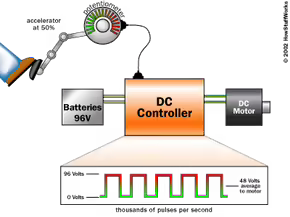 potentiometer
accelerator
at 50%
© 2002 HowStuffWorks
Batteries
96V
DC
Controller
DC
Motor
96 Volts
0 Volts
48 Volts
average
to motor
thousands of pulses per second